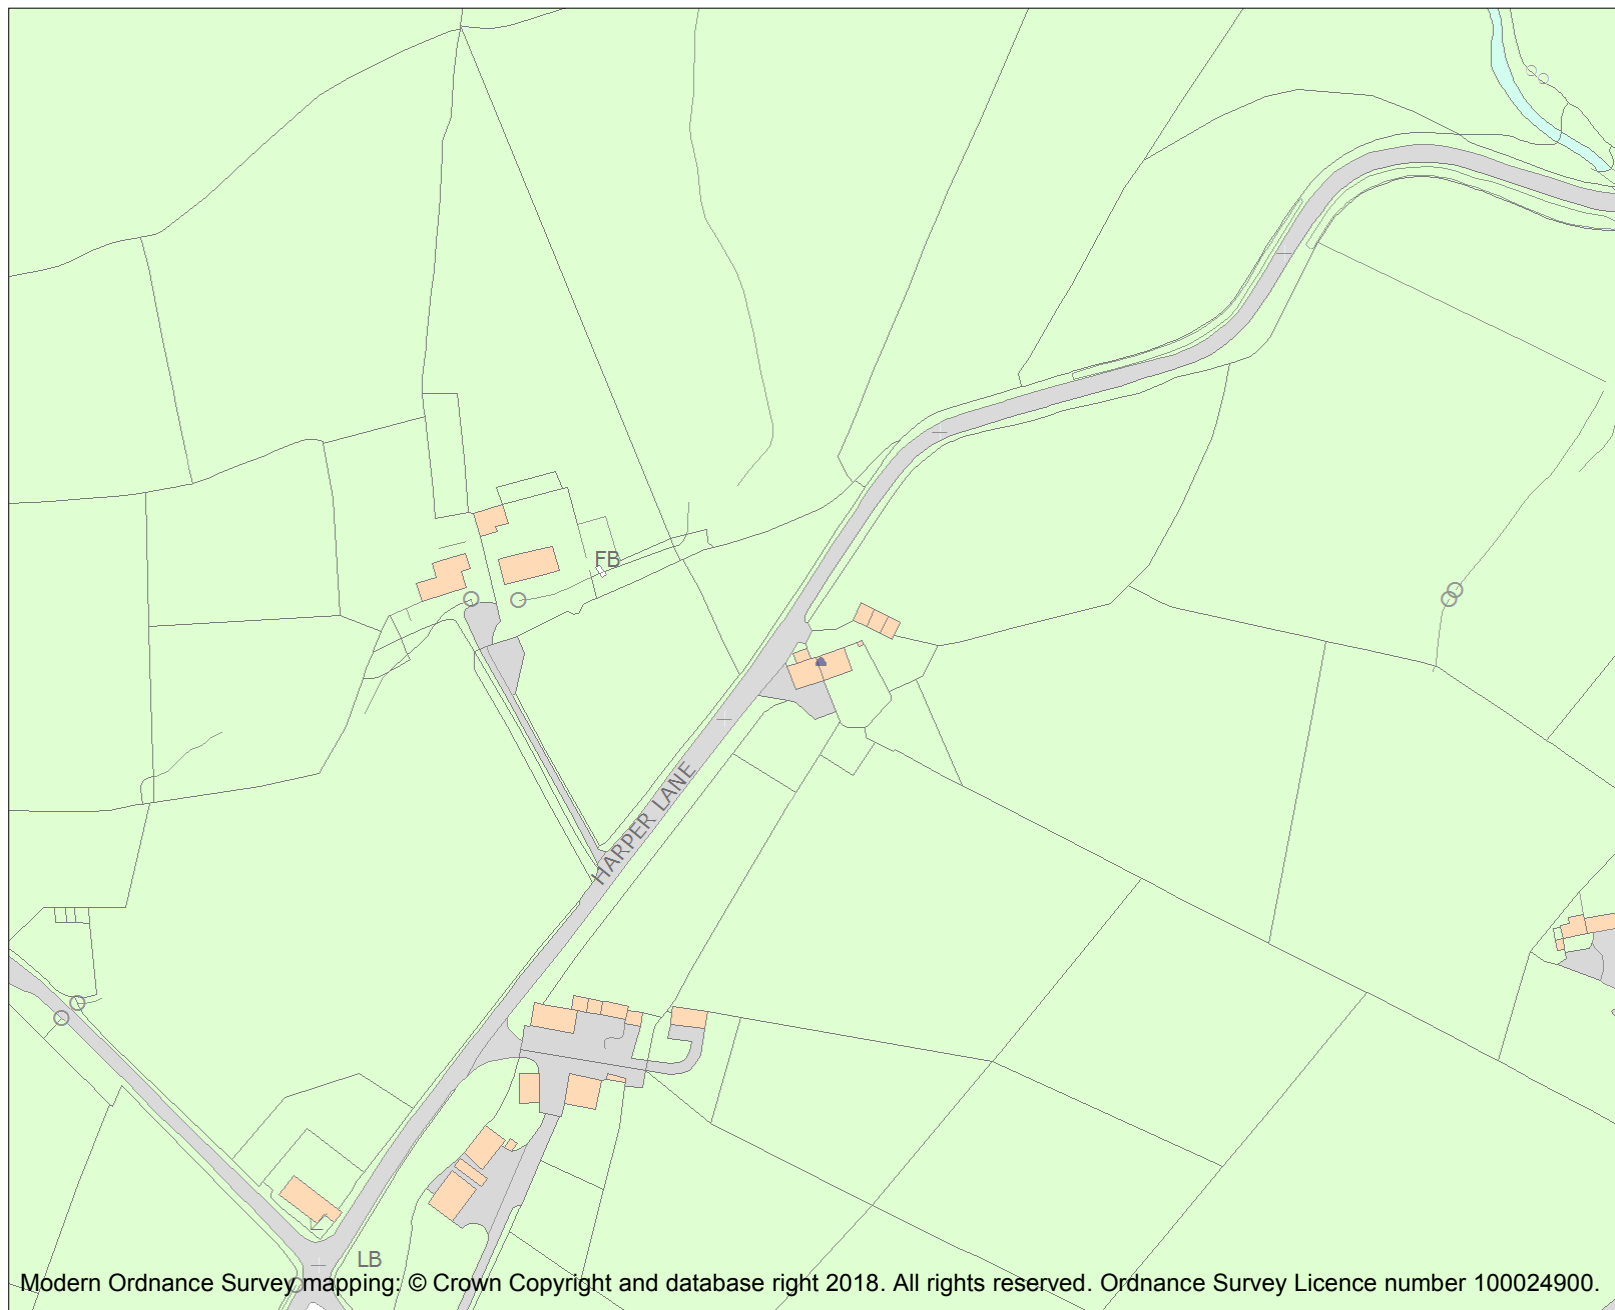 FB
HARPER LANE
LB
Modern Ordnance Survey mapping: © Crown Copyright and database right 2018. All rights reserved. Ordnance Survey Licence number 100024900.